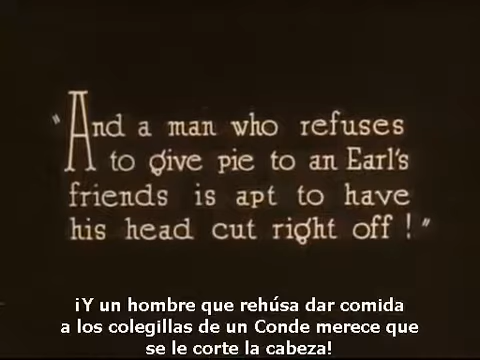 "And a man who refuses
to give pie to an Earl's
friends is apt to have
his head cut right off!"
¡Y un hombre que rehúsa dar comida
a los colegillas de un Conde merece que
se le corte la cabeza!